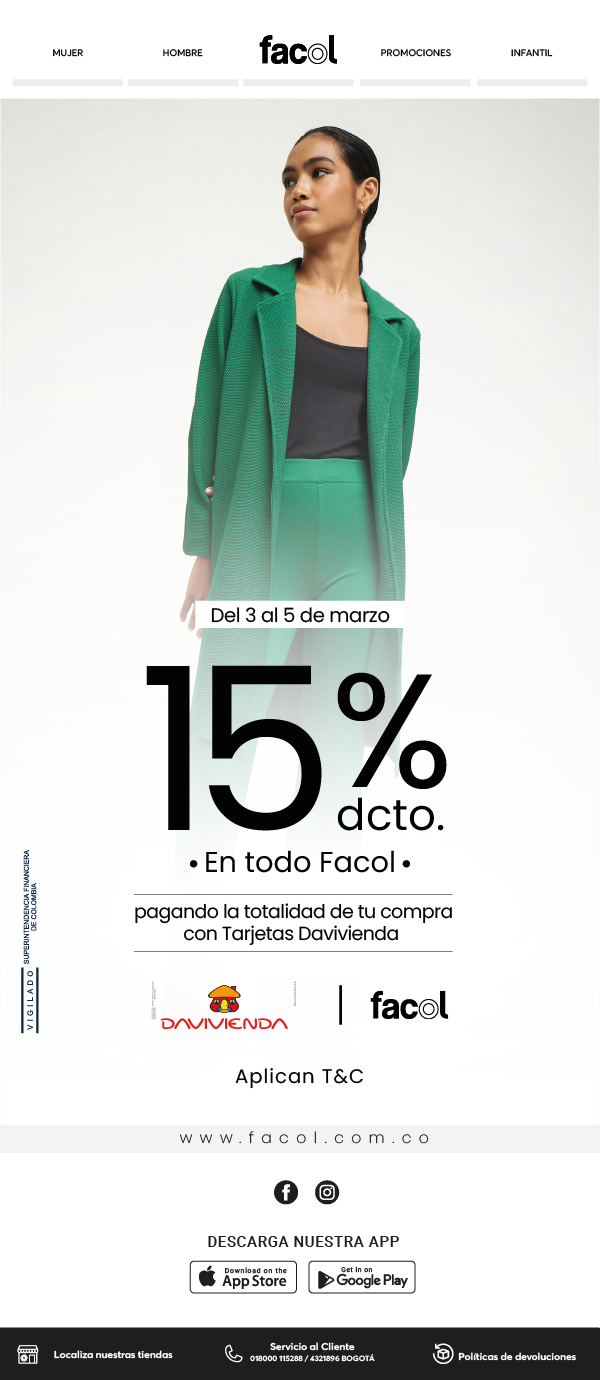 MUJER
HOMBRE
facol
PROMOCIONES
INFANTIL
Del 3 al 5 de marzo
15%
dcto.
• En todo Facol •
pagando la totalidad de tu compra
con Tarjetas Davivienda
SUPERINTENDENCIA FINANCIERA
DE COLOMBIA
VIGILADO
DAVIVIENDA
facol
Aplican T&C
www.facol.com.co
DESCARGA NUESTRA APP
Download on the
App Store
Get in on
Google Play
Localiza nuestras tiendas
Servicio al Cliente
018000 115288 / 4321896 BOGOTÁ
Políticas de devoluciones